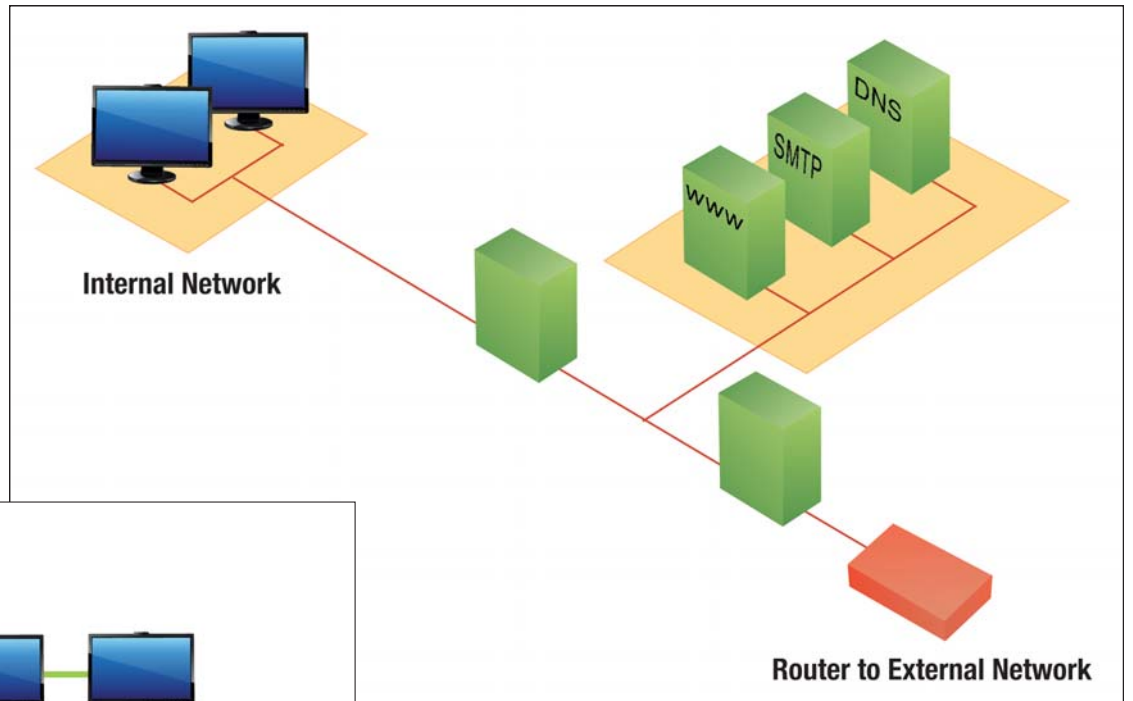 DNS
SMTP
www
Internal Network
Router to External Network